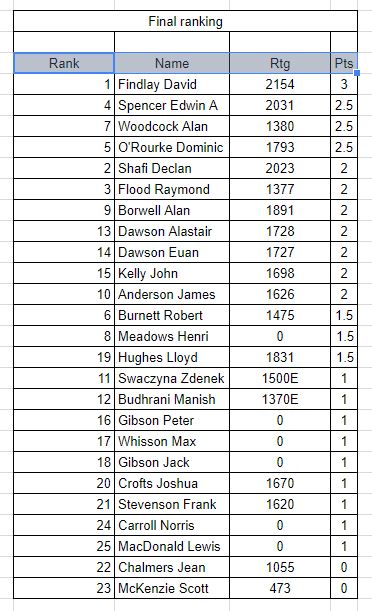 Final ranking
Rank Name Rtg Pts
1 Findlay David 2154 3
4 Spencer Edwin A 2031 2.5
7 Woodcock Alan 1380 2.5
5 O'Rourke Dominic 1793 2.5
2 Shafi Declan 2023 2
3 Flood Raymond 1377 2
9 Borwell Alan 1891 2
13 Dawson Alastair 1728 2
14 Dawson Euan 1727 2
15 Kelly John 1698 2
10 Anderson James 1626 2
6 Burnett Robert 1475 1.5
8 Meadows Henri 0 1.5
19 Hughes Lloyd 1831 1.5
11 Swaczyna Zdenek 1500E 1
12 Budhrani Manish 1370E 1
16 Gibson Peter 0 1
17 Whisson Max 0 1
18 Gibson Jack 0 1
20 Crofts Joshua 1670 1
21 Stevenson Frank 1620 1
24 Carroll Norris 0 1
25 MacDonald Lewis 0 1
22 Chalmers Jean 1055 0
23 McKenzie Scott 473 0